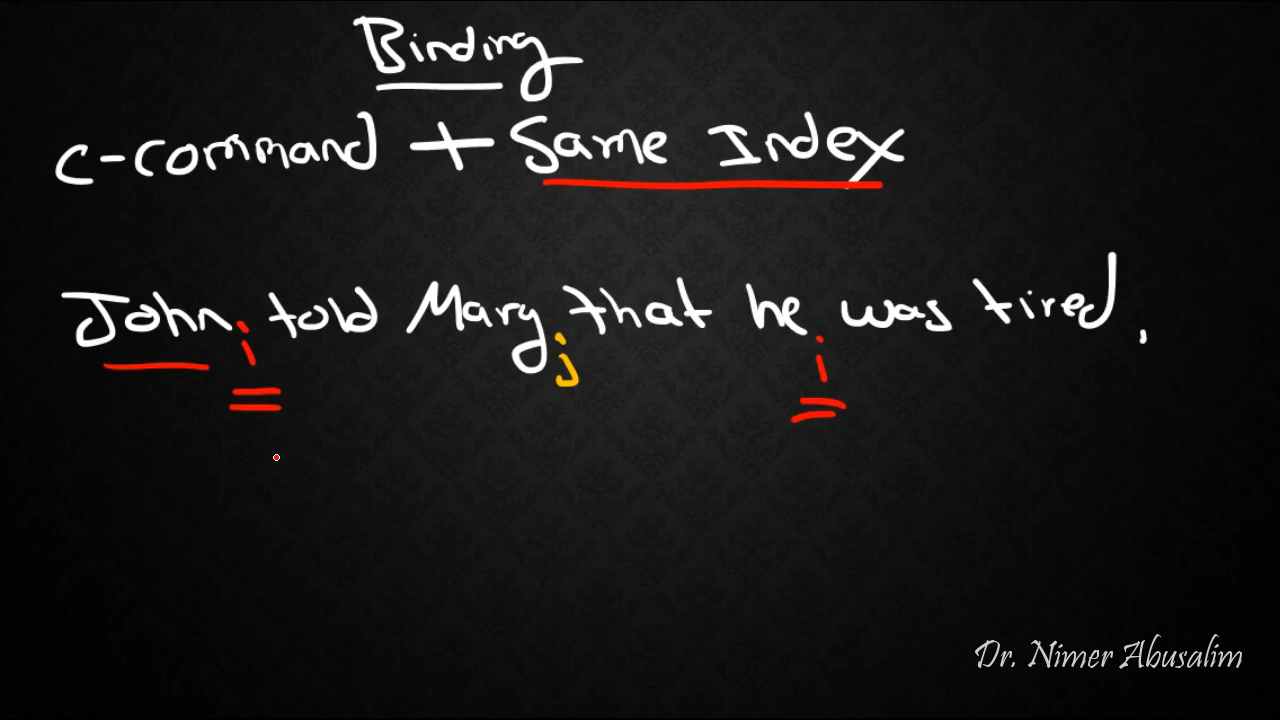 Binding
c-command + Same Index
John i told Mary j that he i was tired.
Dr. Nimer Abusalim